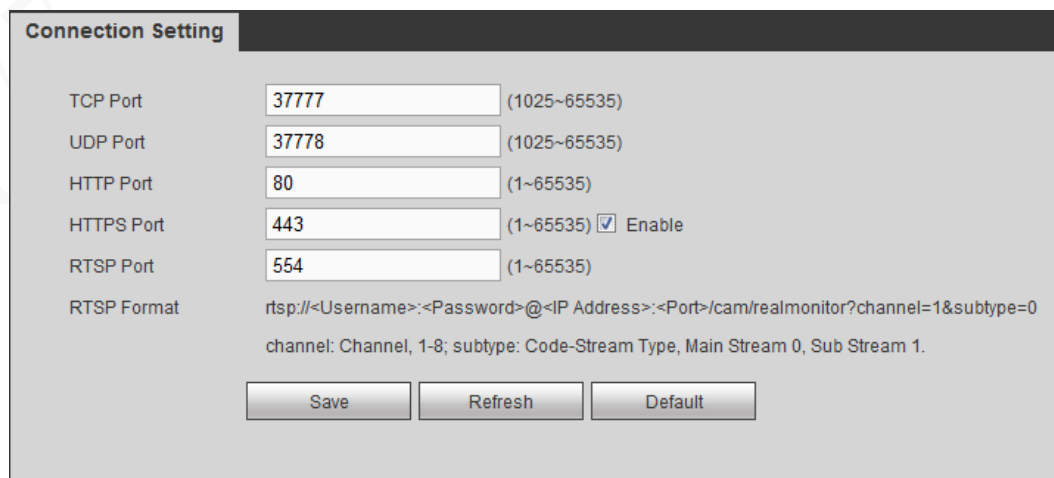 Connection Setting
TCP Port 37777 (1025~65535)
UDP Port 37778 (1025~65535)
HTTP Port 80 (1~65535)
HTTPS Port 443 (1~65535) Enable
RTSP Port 554 (1~65535)
RTSP Format rtsp://<Username>:<Password>@<IP Address>:<Port>/cam/realmonitor?channel=1&subtype=0
channel: Channel, 1-8; subtype: Code-Stream Type, Main Stream 0, Sub Stream 1.
Save Refresh Default